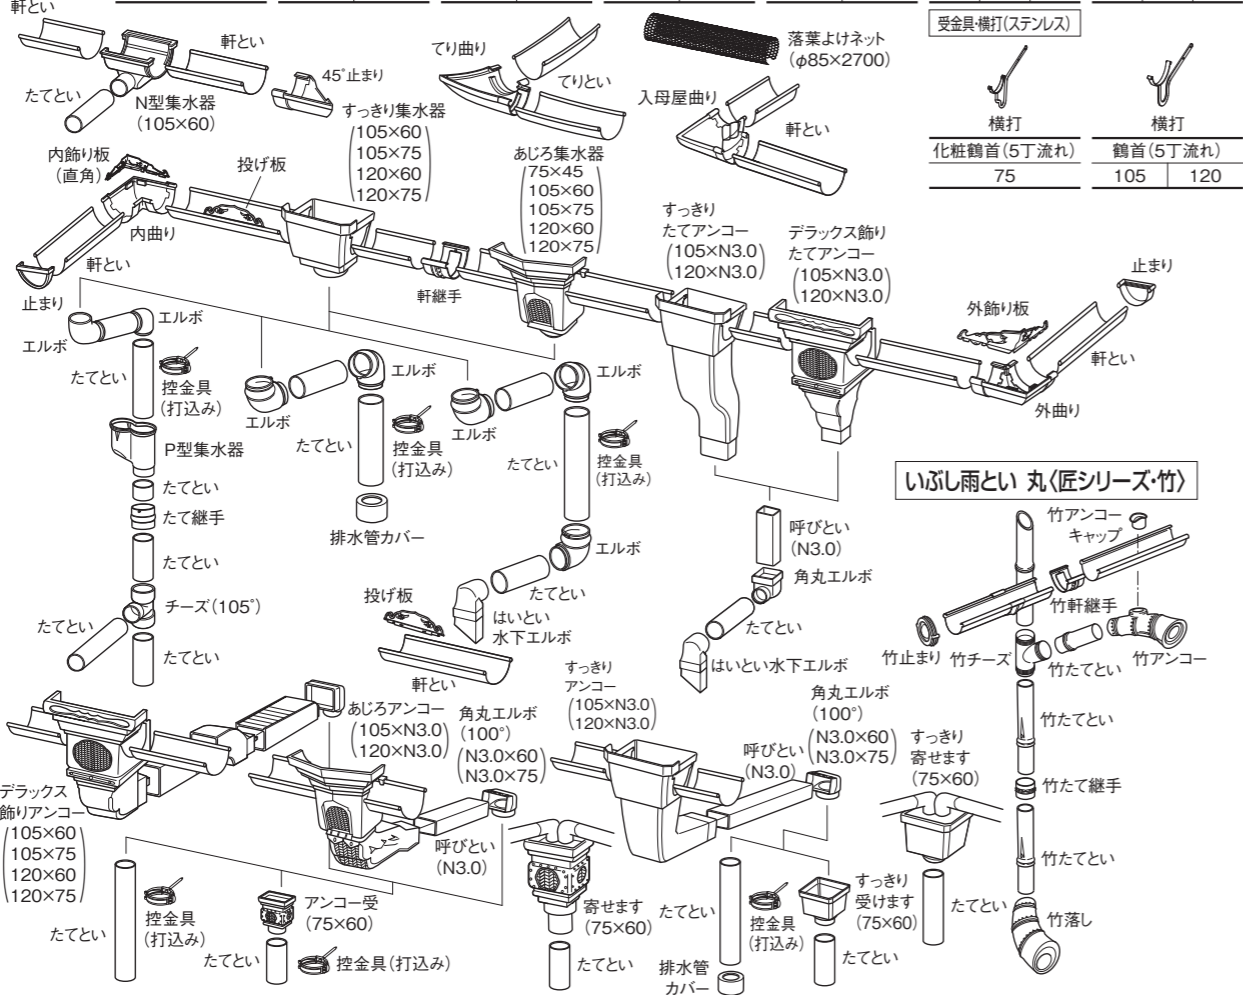 軒とい
軒とい
N型集水器
(105×60)
たてとい
45°止まり
てり曲り
てりとい
落葉よけネット
(φ85×2700)
入母屋曲り
軒とい
受金具・横打(ステンレス)
横打
横打
化粧鶴首(5丁流れ)
鶴首(5丁流れ)
75
105
120
内飾り板
(直角)
投げ板
すっきり集水器
105×60
105×75
120×60
120×75
あじろ集水器
75×45
105×60
105×75
120×60
120×75
すっきり
たてアンコー
(105×N3.0)
(120×N3.0)
デラックス飾り
たてアンコー
(105×N3.0)
(120×N3.0)
内曲り
軒とい
止まり
軒継手
外飾り板
止まり
軒とい
外曲り
エルボ
エルボ
たてとい
控金具
(打込み)
P型集水器
たてとい
たて継手
たてとい
チーズ(105°)
たてとい
たてとい
エルボ
エルボ
たてとい
控金具
(打込み)
排水管カバー
エルボ
エルボ
たてとい
控金具
(打込み)
エルボ
たてとい
はいとい
水下エルボ
投げ板
軒とい
呼びとい
(N3.0)
角丸エルボ
たてとい
はいとい水下エルボ
いぶし雨とい 丸〈匠シリーズ・竹〉
竹アンコー
キャップ
竹軒継手
竹止まり
竹チーズ
竹たてとい
竹アンコー
竹たてとい
竹たて継手
竹たてとい
竹落し
デラックス
飾りアンコー
105×60
105×75
120×60
120×75
あじろアンコー
(105×N3.0)
(120×N3.0)
角丸エルボ
(100°)
(N3.0×60)
(N3.0×75)
呼びとい
(N3.0)
たてとい
控金具
(打込み)
アンコー受
(75×60)
たてとい
控金具(打込み)
寄せます
(75×60)
たてとい
すっきり
アンコー
(105×N3.0)
(120×N3.0)
呼びとい
(N3.0)
角丸エルボ
(100°)
(N3.0×60)
(N3.0×75)
たてとい
控金具
(打込み)
排水管
カバー
すっきり
受けます
(75×60)
たてとい
すっきり
寄せます
(75×60)
たてとい